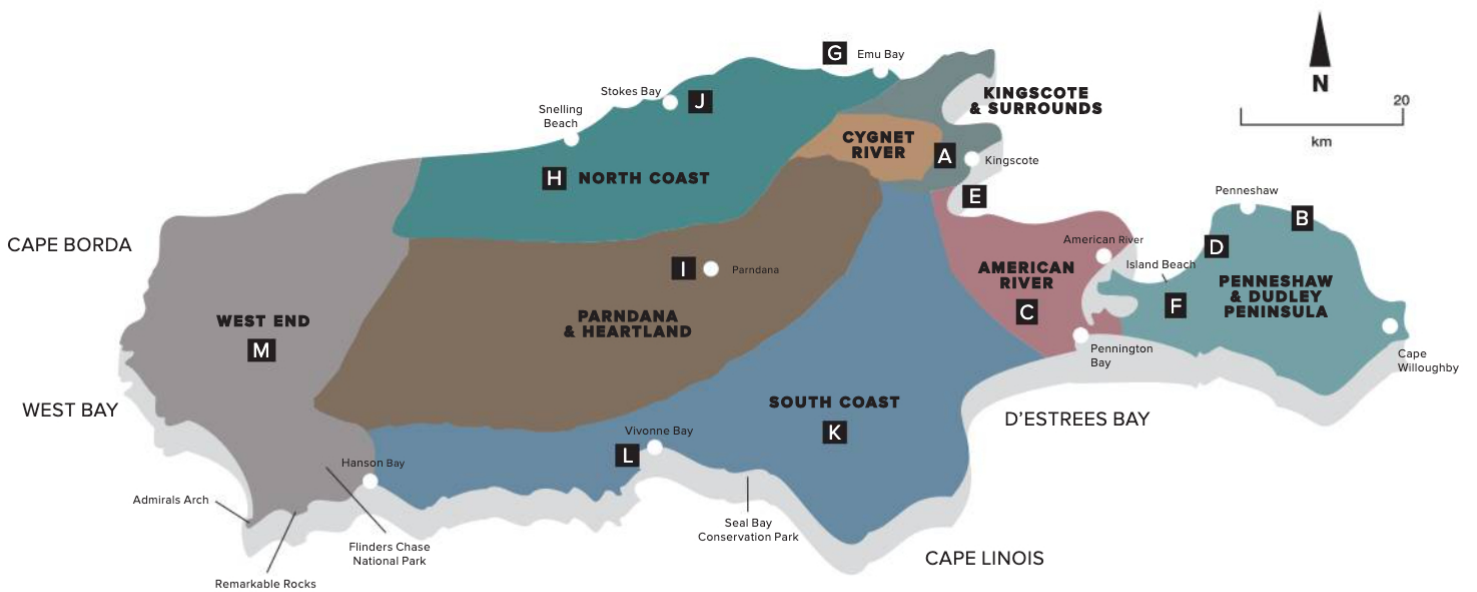 G
Emu Bay
N
20
km
Stokes Bay
J
Snelling
Beach
KINGSCOTE
& SURROUNDS
CYGNET
RIVER
A
Kingscote
H
NORTH COAST
E
Penneshaw
B
CAPE BORDA
American River
D
Island Beach
I
Parndana
AMERICAN
RIVER
C
F
PENNESHAW
& DUDLEY
PENINSULA
WEST END
M
PARNDANA
& HEARTLAND
Pennington
Bay
Cape
Willoughby
WEST BAY
SOUTH COAST
K
D'ESTREES BAY
Vivonne Bay
L
Hanson Bay
Admirals Arch
Seal Bay
Conservation Park
Flinders Chase
National Park
CAPE LINOIS
Remarkable Rocks